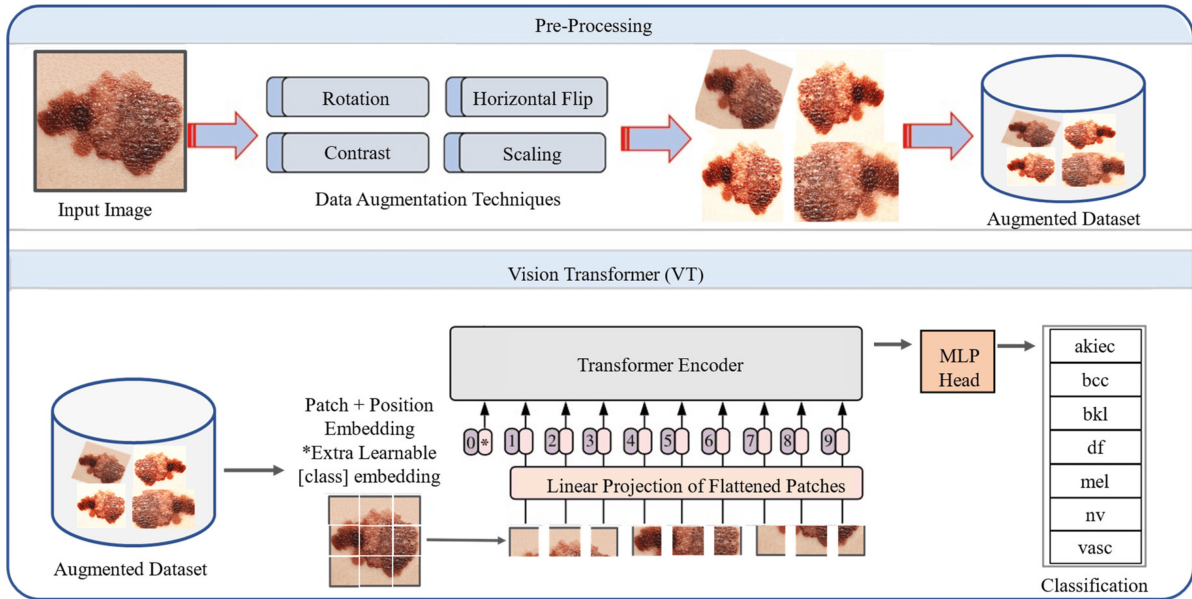 Pre-Processing
Rotation
Horizontal Flip
Contrast
Scaling
Input Image
Data Augmentation Techniques
Augmented Dataset
Vision Transformer (VT)
Transformer Encoder
MLP
Head
akiec
bcc
bkl
df
mel
nv
vasc
Classification
Patch + Position
Embedding
*Extra Learnable
[class] embedding
0 * 1 2 3 4 5 6 7 8 9
Linear Projection of Flattened Patches
Augmented Dataset